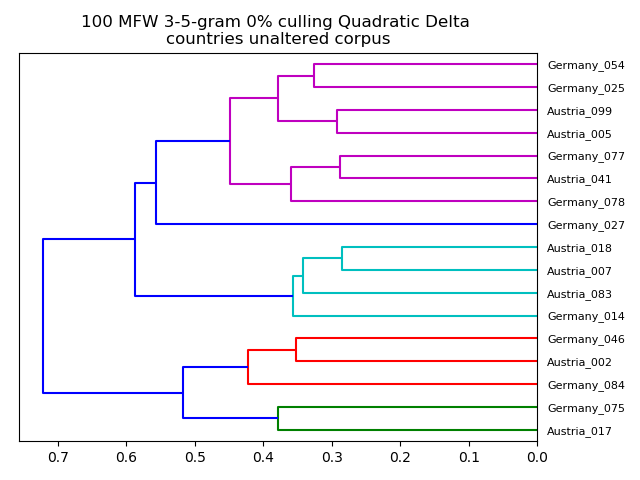 100 MFW 3-5-gram 0% culling Quadratic Delta
countries unaltered corpus
Germany_054
Germany_025
Austria_099
Austria_005
Germany_077
Austria_041
Germany_078
Germany_027
Austria_018
Austria_007
Austria_083
Germany_014
Germany_046
Austria_002
Germany_084
Germany_075
Austria_017
0.7 0.6 0.5 0.4 0.3 0.2 0.1 0.0